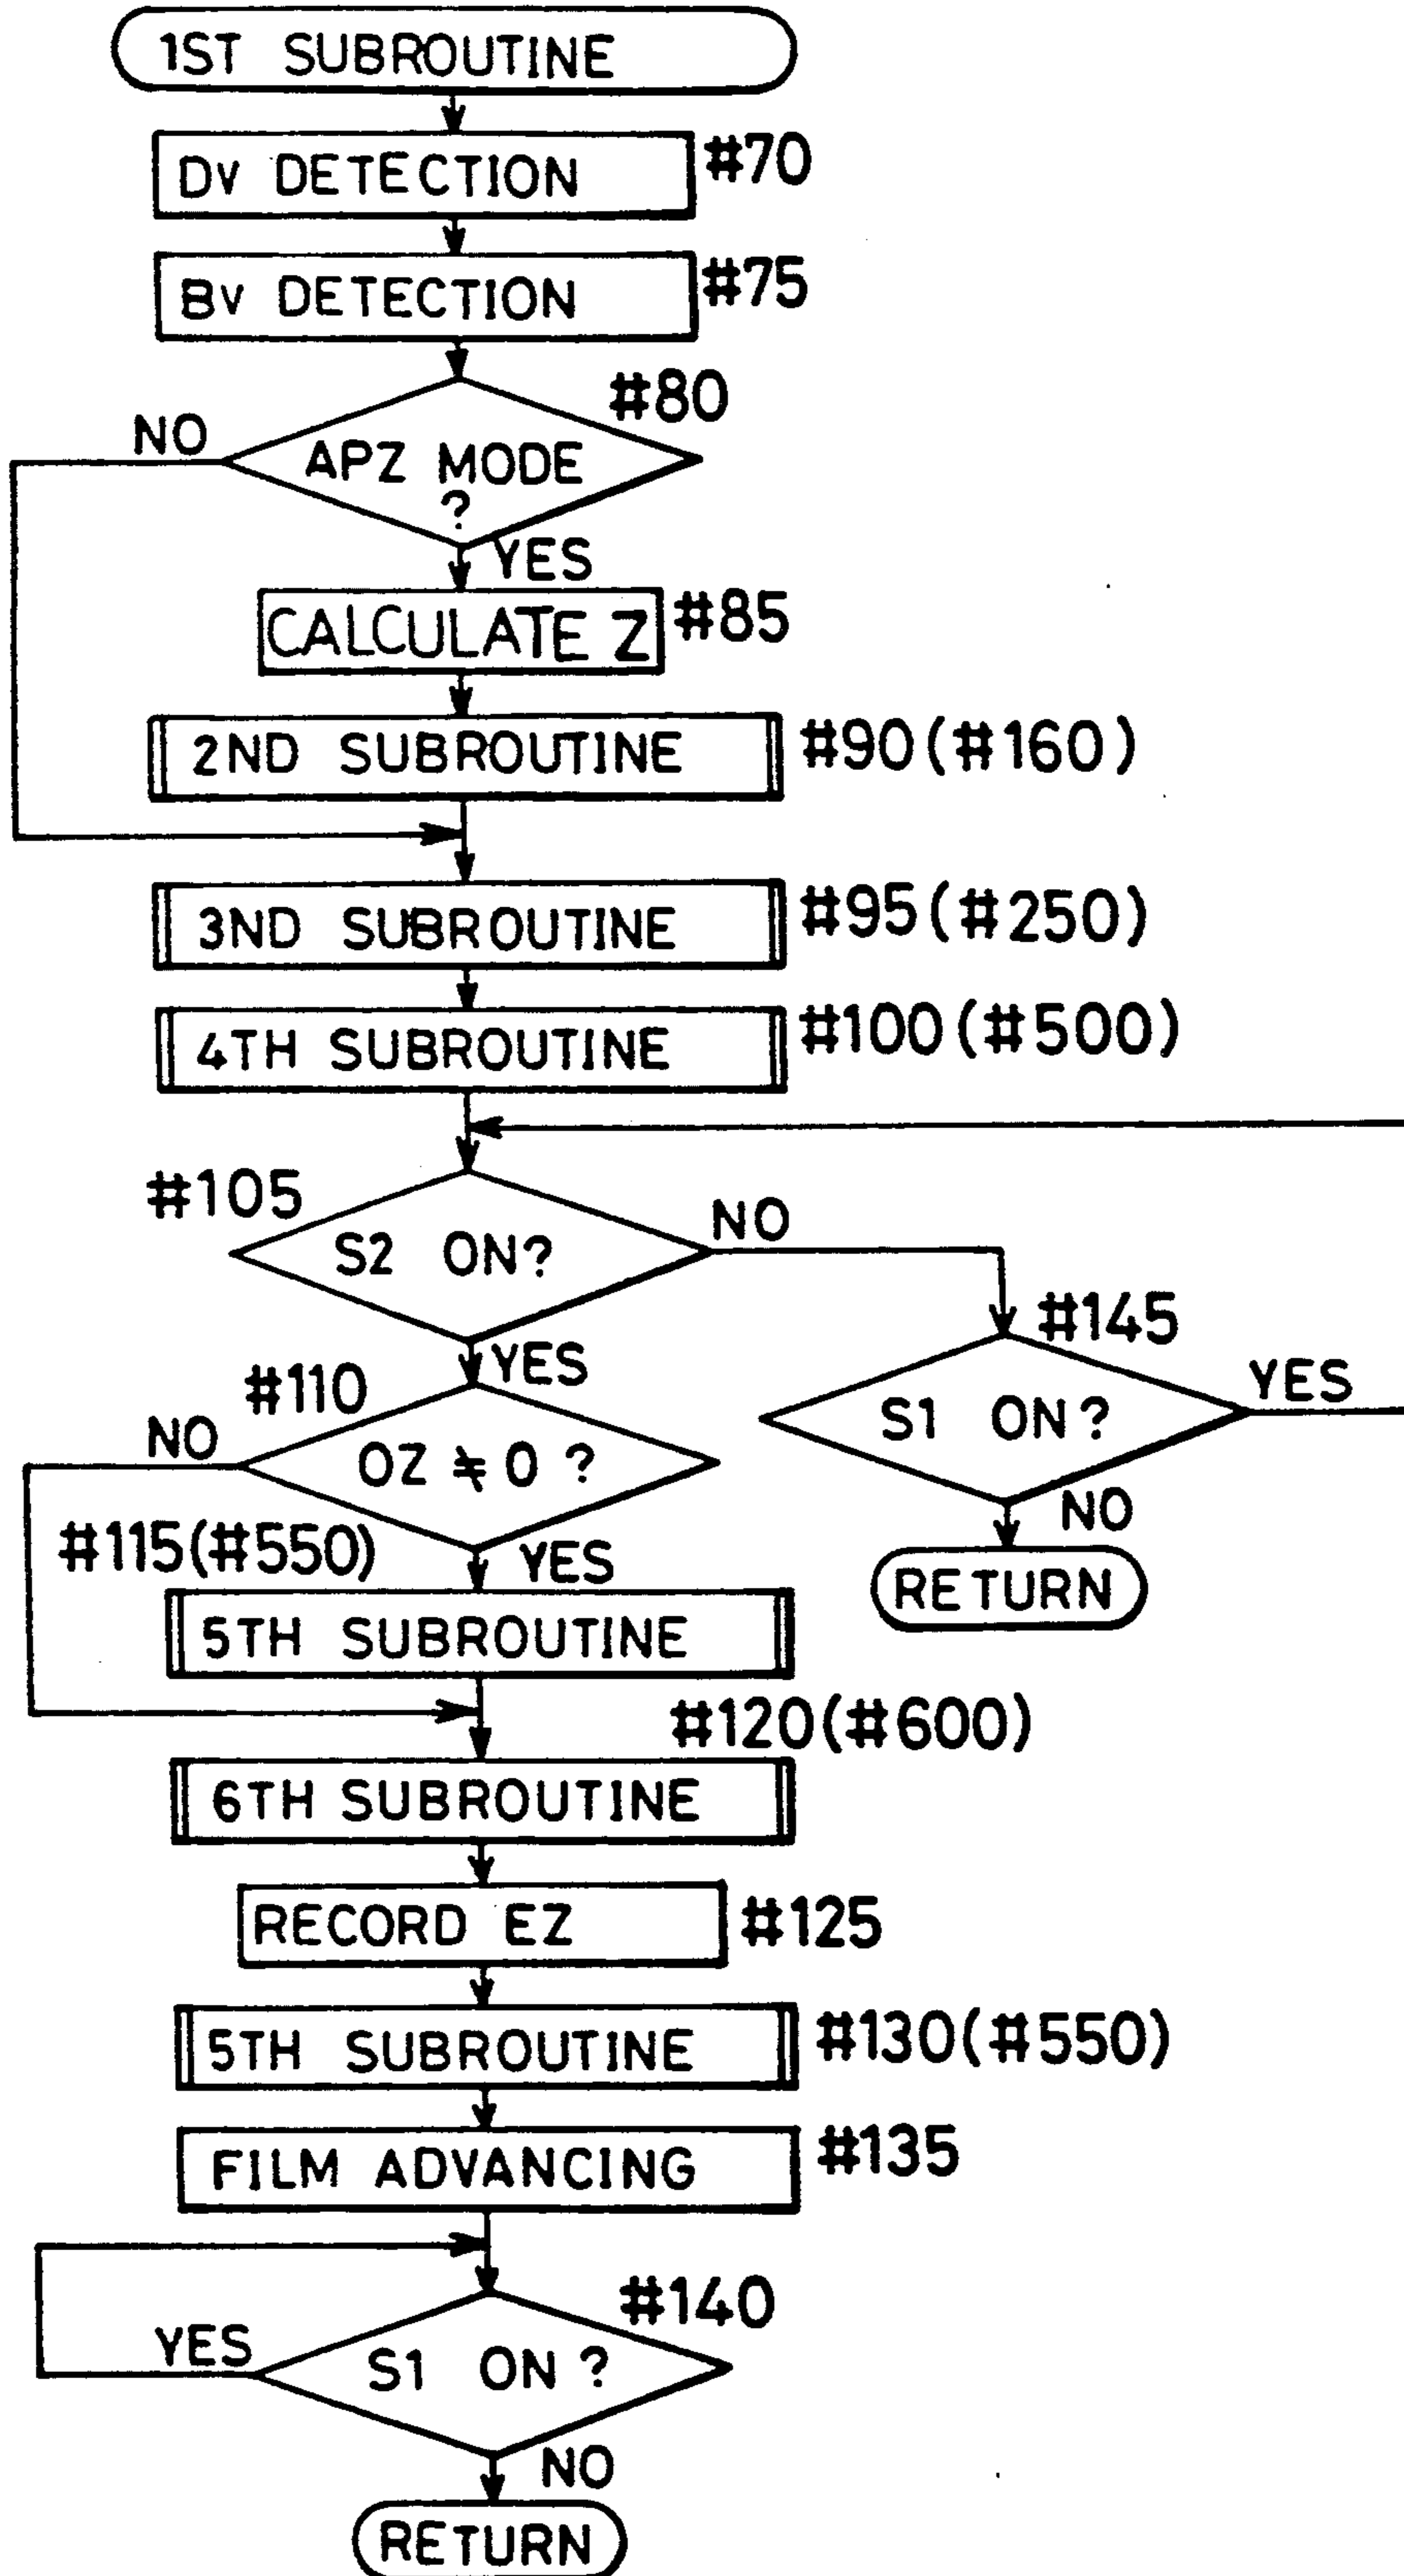 1ST SUBROUTINE
DV DETECTION #70
BV DETECTION #75
#80
NO
APZ MODE
?
YES
CALCULATE Z #85
2ND SUBROUTINE #90(#160)
3ND SUBROUTINE #95(#250)
4TH SUBROUTINE #100(#500)
#105
S2 ON?
NO
#145
YES
S1 ON?
YES
NO
RETURN
#110
NO
OZ ≠ 0 ?
#115(#550)
YES
5TH SUBROUTINE
#120(#600)
6TH SUBROUTINE
RECORD EZ #125
5TH SUBROUTINE #130(#550)
FILM ADVANCING #135
#140
YES
S1 ON?
NO
RETURN